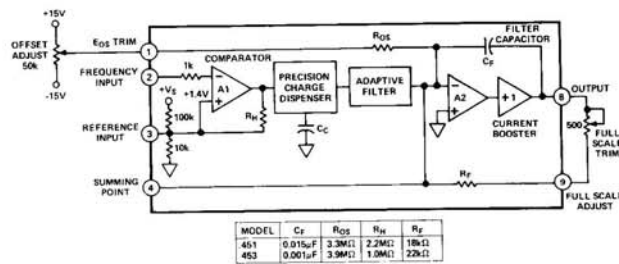 +15V
OFFSET ADJUST 50k
-15V
EOS TRIM
1
FREQUENCY INPUT
2
1k
COMPARATOR
A1
+1.4V
+VS
100k
10k
REFERENCE INPUT
3
RH
PRECISION CHARGE DISPENSER
CC
ADAPTIVE FILTER
ROS
FILTER CAPACITOR
CF
A2
+1
CURRENT BOOSTER
OUTPUT
8
500
FULL SCALE TRIM
SUMMING POINT
4
RF
9
FULL SCALE ADJUST
MODEL CF ROS RH RF
451 0.015µF 3.3MΩ 2.2MΩ 18kΩ
453 0.001µF 3.9MΩ 1.0MΩ 22kΩ